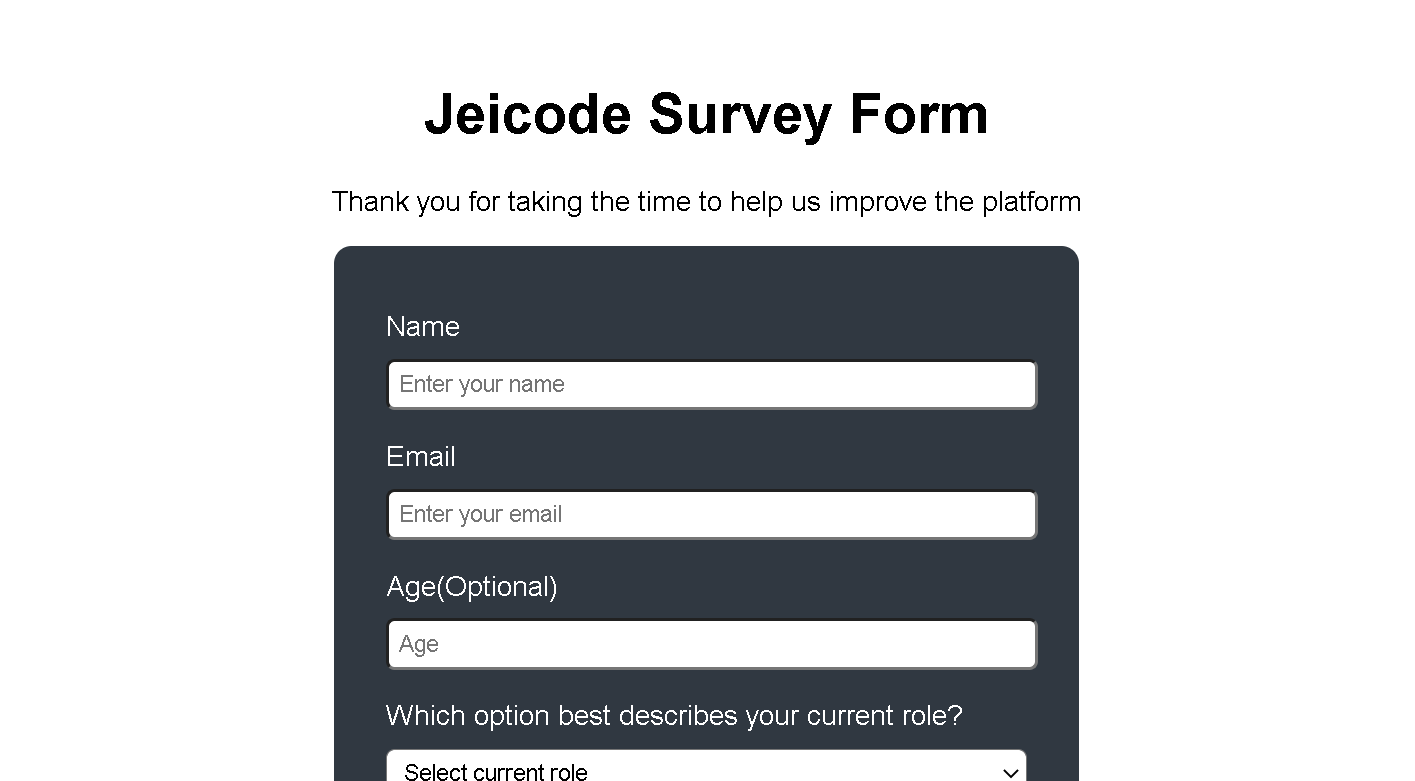 Jeicode Survey Form
Thank you for taking the time to help us improve the platform
Name
Enter your name
Email
Enter your email
Age(Optional)
Age
Which option best describes your current role?
Select current role